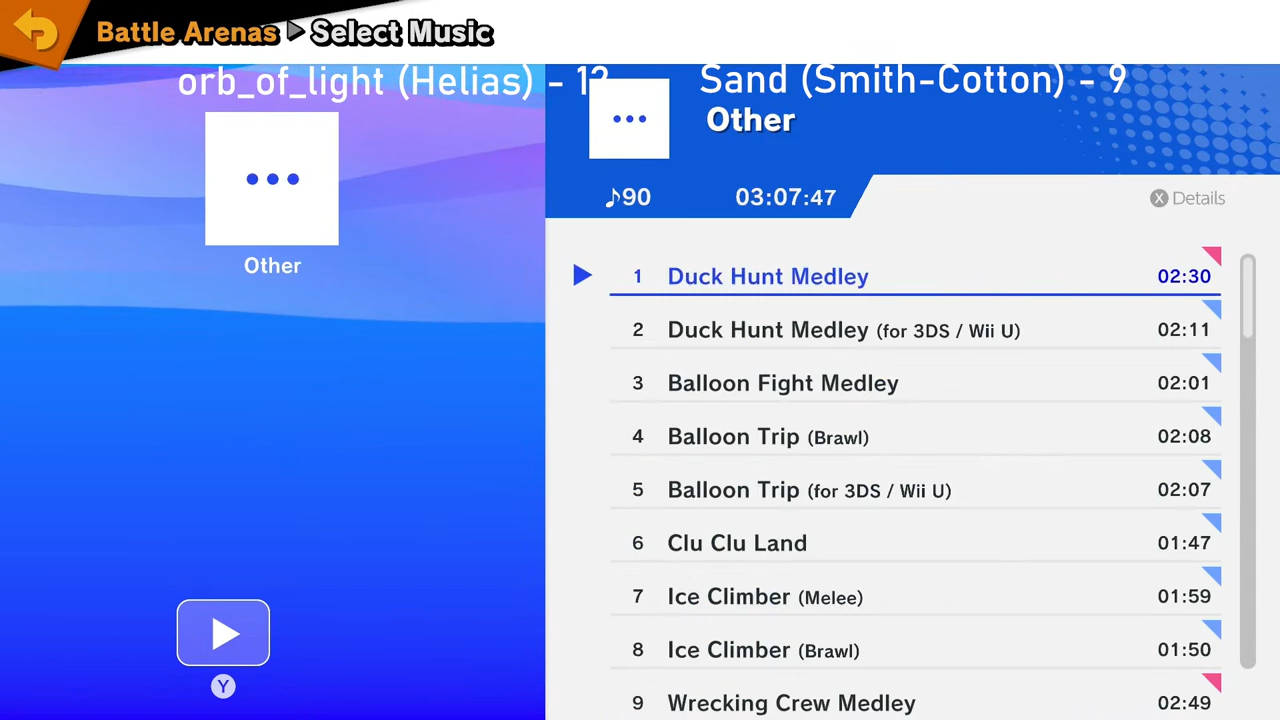 Battle Arenas ▶ Select Music
orb_of_light (Helias) - 12
Sand (Smith-Cotton) - 9
Other
Other
♪90 03:07:47
X Details
1 Duck Hunt Medley 02:30
2 Duck Hunt Medley (for 3DS / Wii U) 02:11
3 Balloon Fight Medley 02:01
4 Balloon Trip (Brawl) 02:08
5 Balloon Trip (for 3DS / Wii U) 02:07
6 Clu Clu Land 01:47
7 Ice Climber (Melee) 01:59
8 Ice Climber (Brawl) 01:50
9 Wrecking Crew Medley 02:49
Y